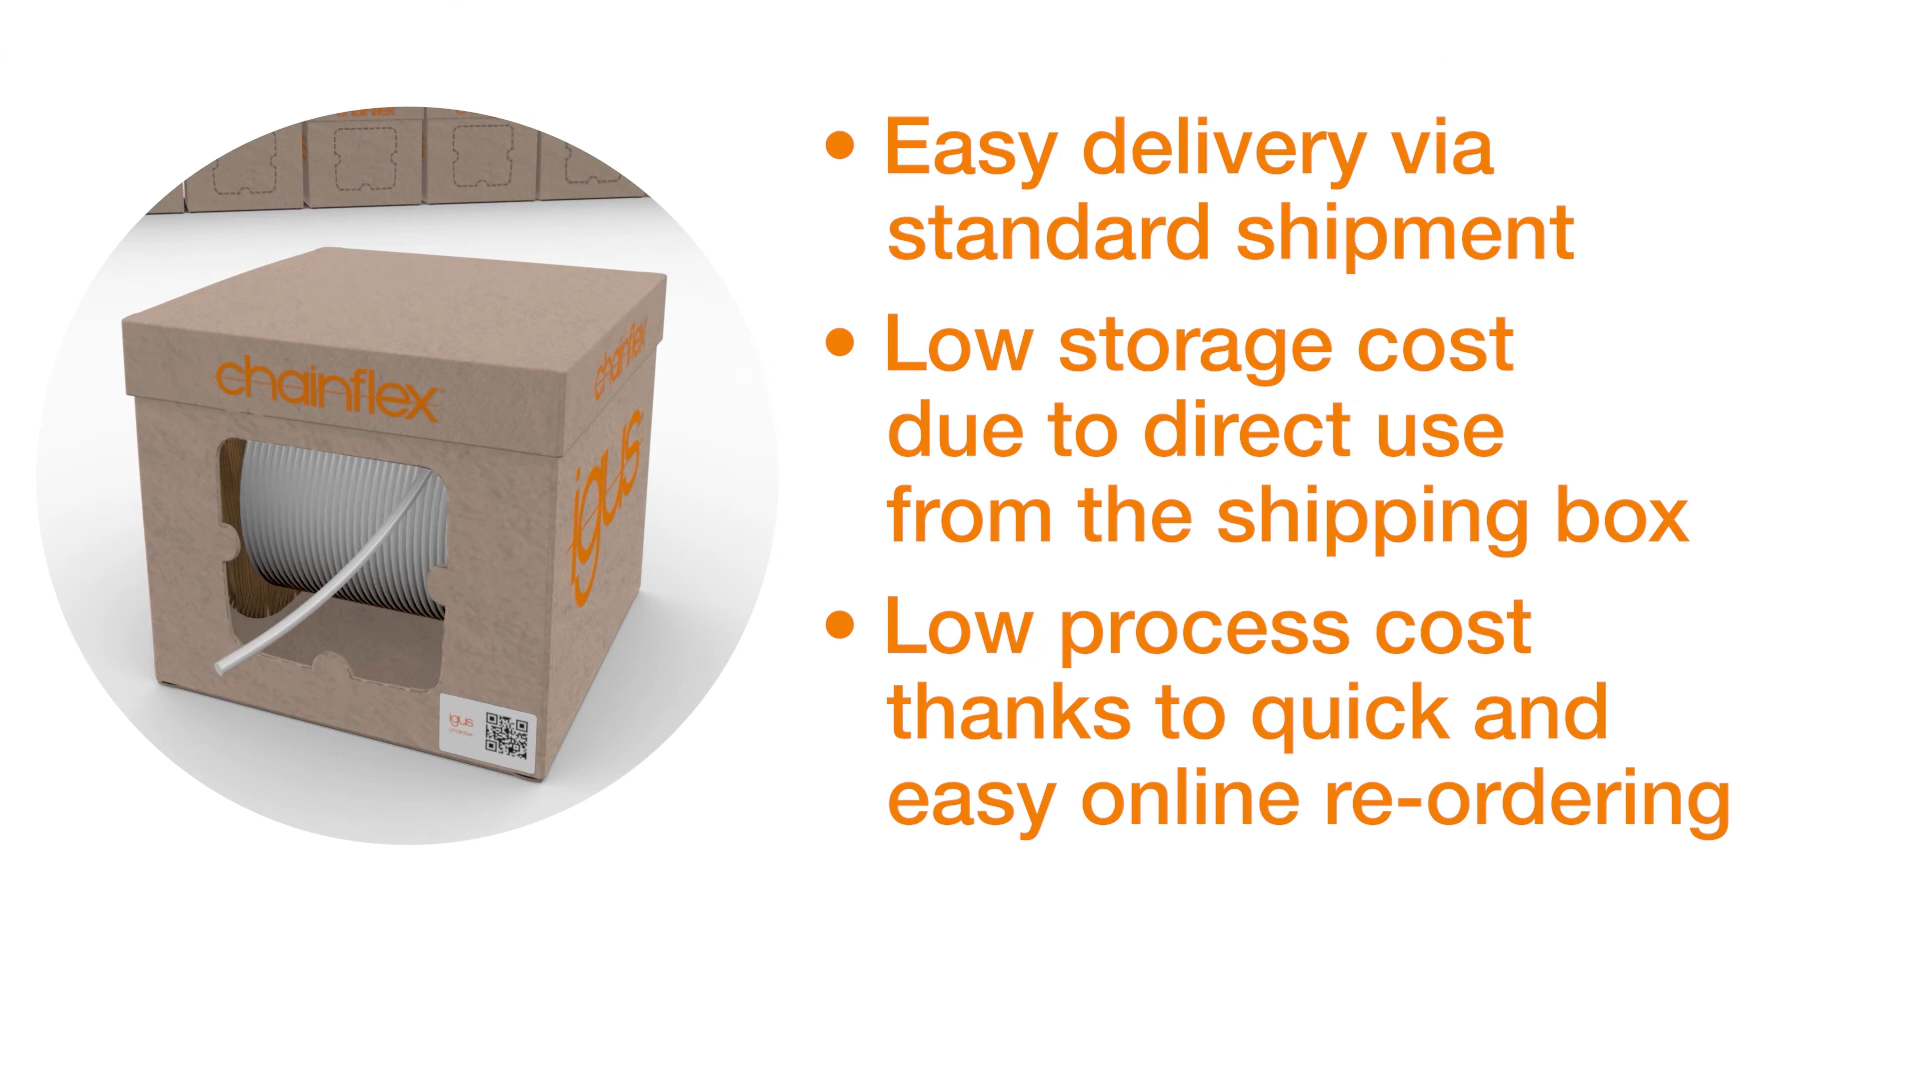 chainflex
chainflex
igus
igus
• Easy delivery via
standard shipment
• Low storage cost
due to direct use
from the shipping box
• Low process cost
thanks to quick and
easy online re-ordering